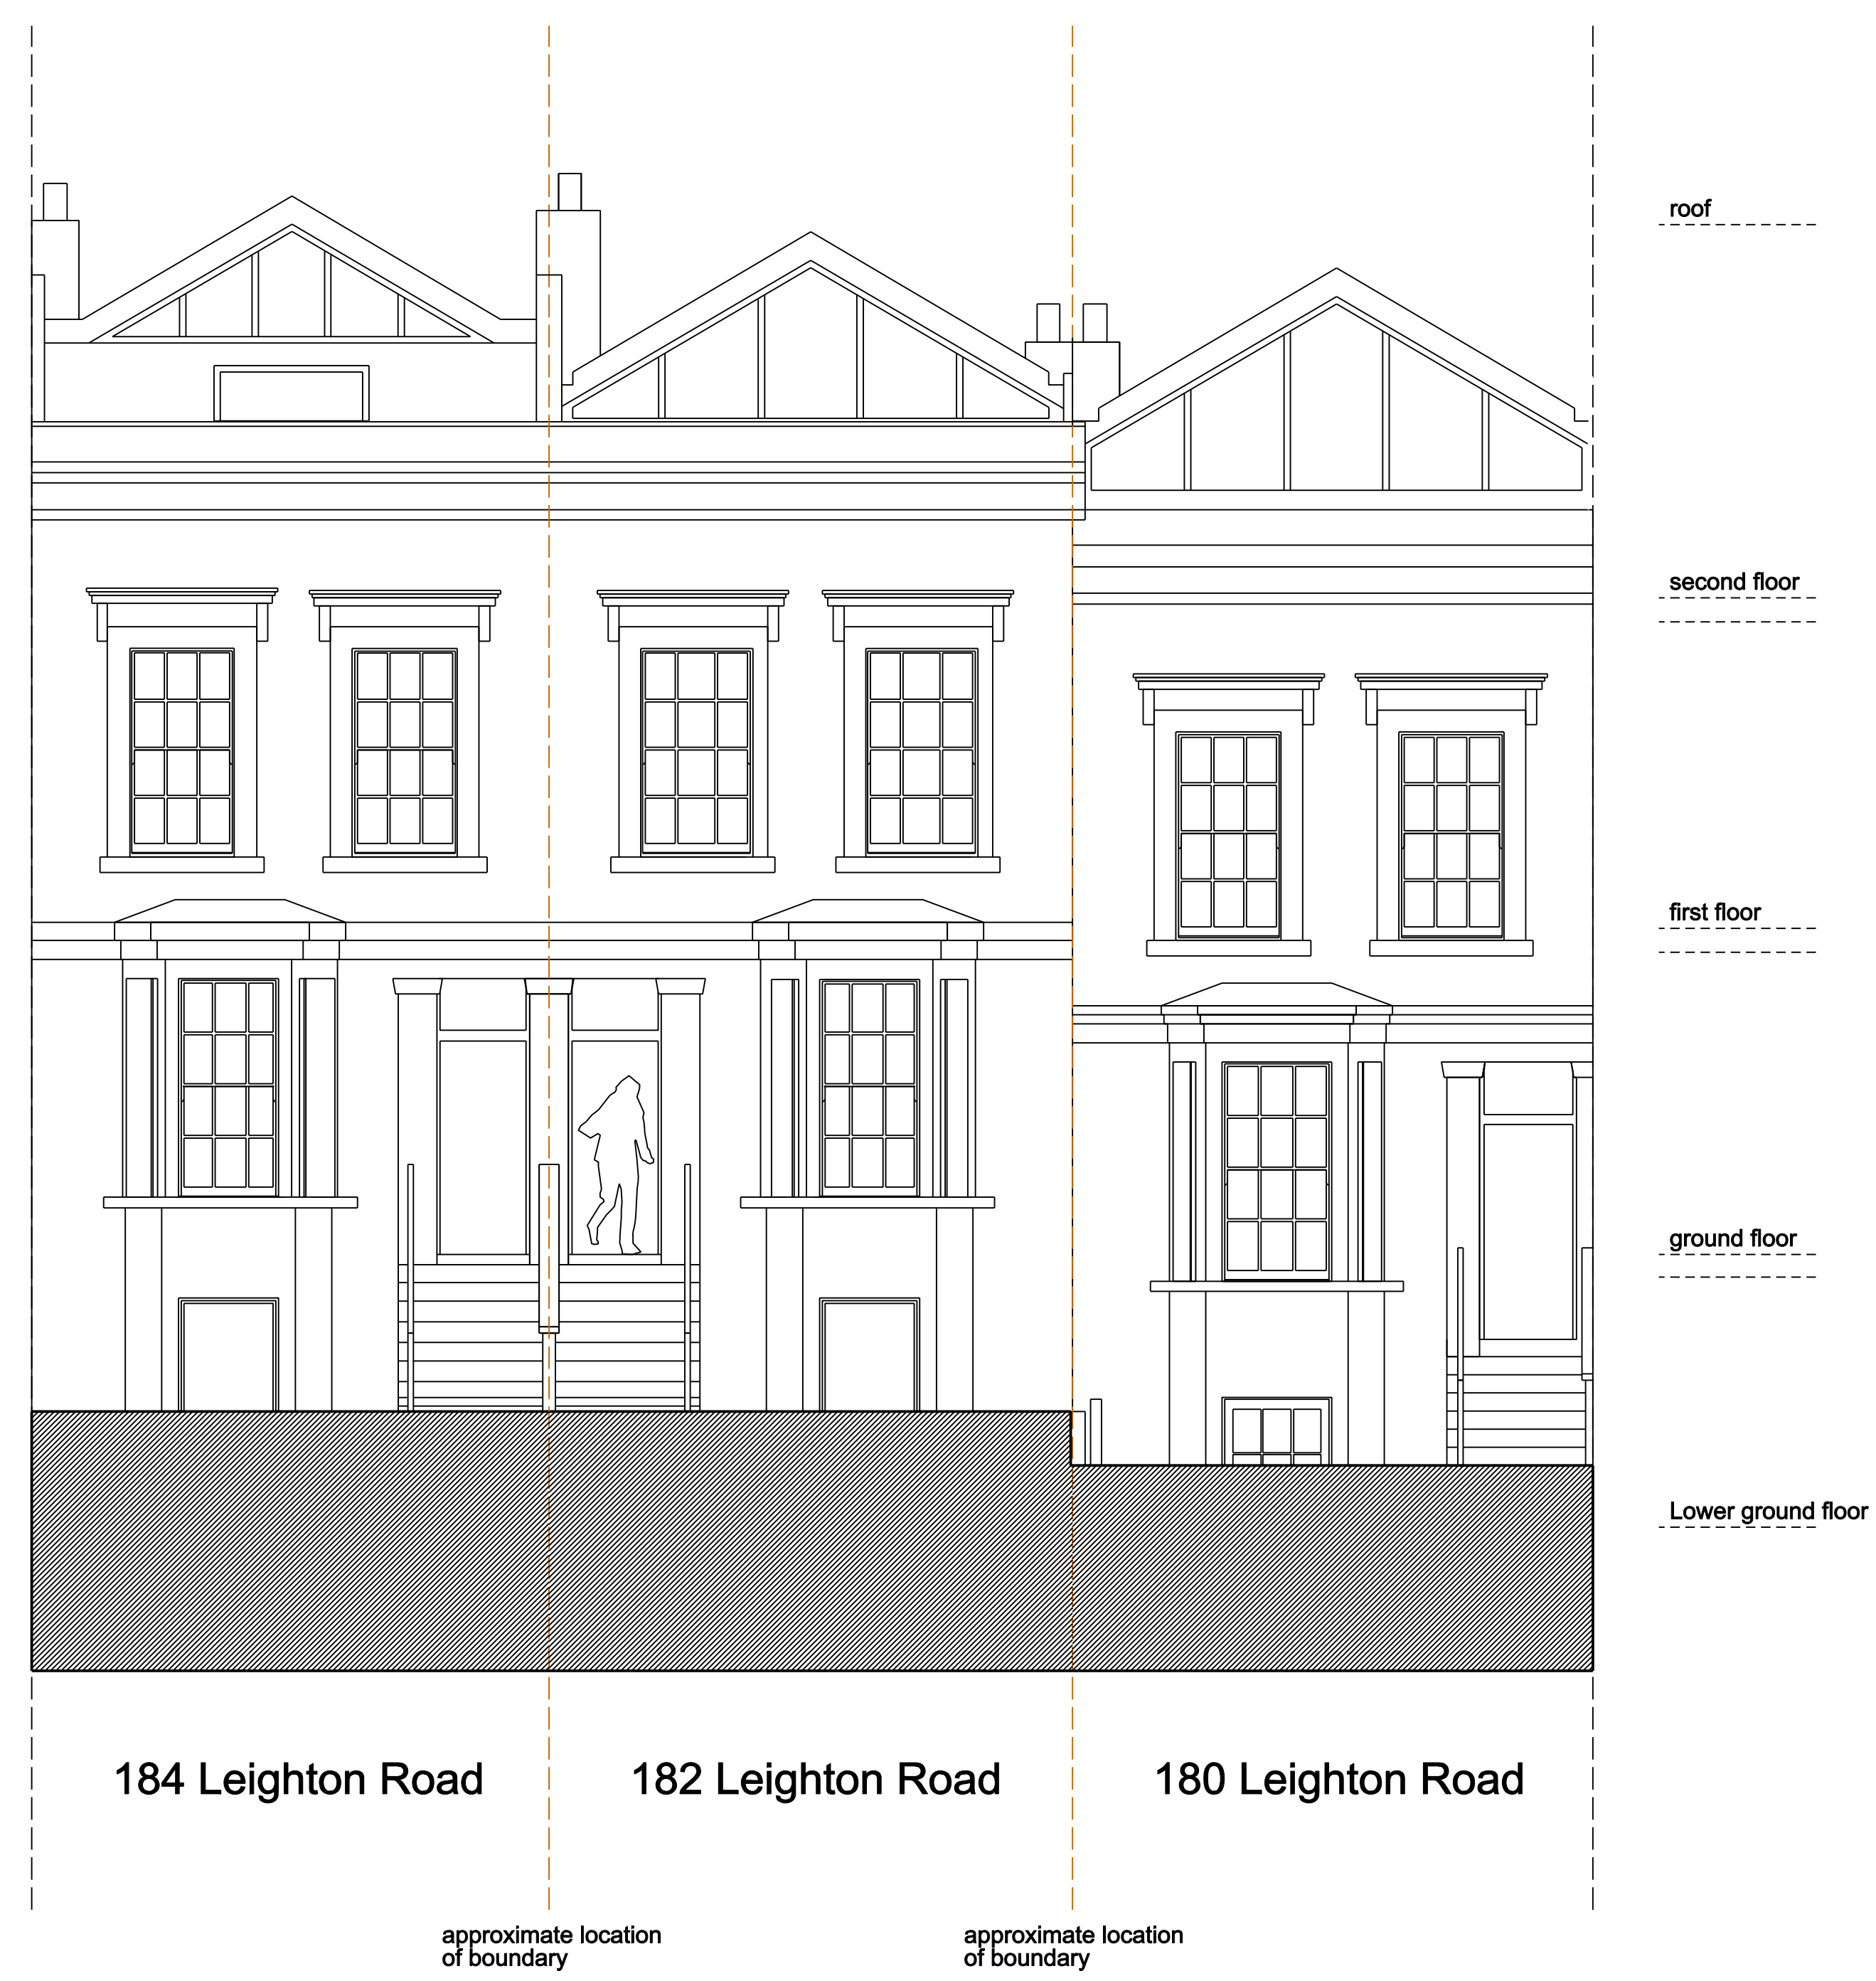 roof
second floor
first floor
ground floor
Lower ground floor
184 Leighton Road
182 Leighton Road
180 Leighton Road
approximate location
of boundary
approximate location
of boundary